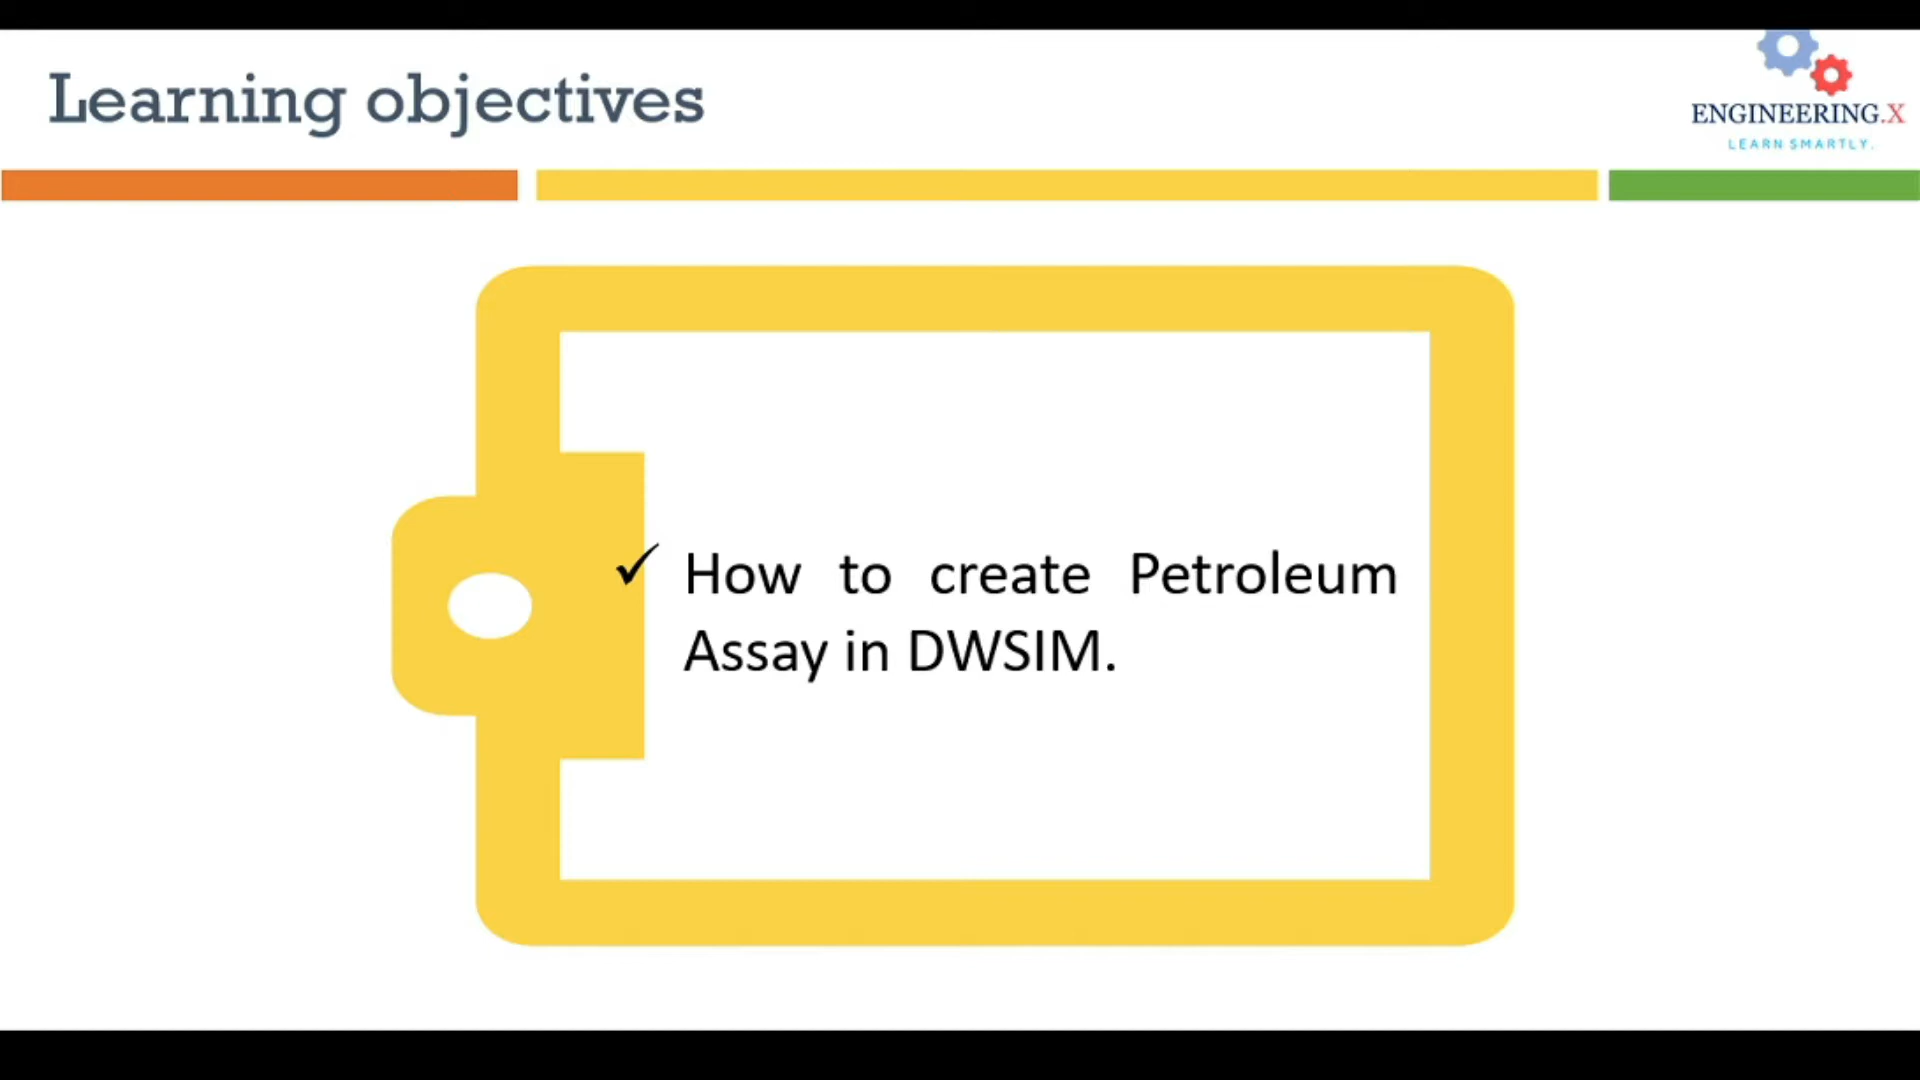 Learning objectives
ENGINEERING.X
LEARN SMARTLY.
✓ How to create Petroleum
Assay in DWSIM.